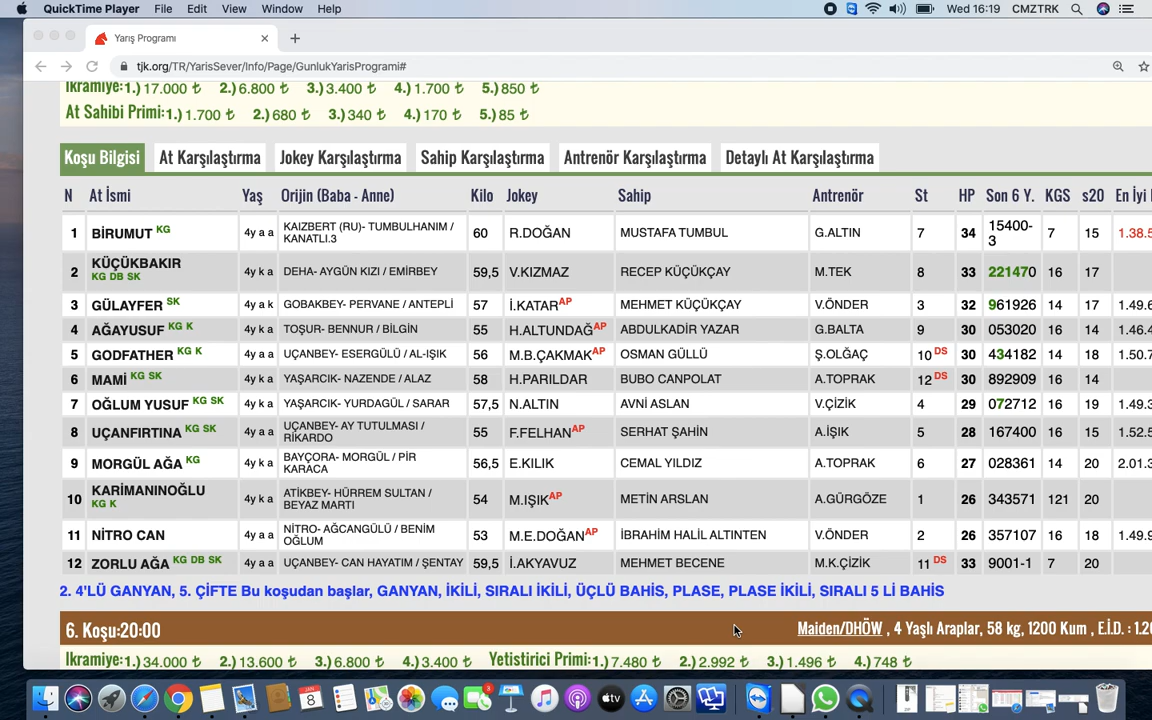 QuickTime Player File Edit View Window Help Wed 16:19 CMZTRK
Yarış Programı
tjk.org/TR/YarisSever/Info/Page/GunlukYarisProgrami#
İkramiye:1.)17.000 ₺ 2.)6.800 ₺ 3.)3.400 ₺ 4.)1.700 ₺ 5.)850 ₺
At Sahibi Primi:1.)1.700 ₺ 2.)680 ₺ 3.)340 ₺ 4.)170 ₺ 5.)85 ₺
Koşu Bilgisi At Karşılaştırma Jokey Karşılaştırma Sahip Karşılaştırma Antrenör Karşılaştırma Detaylı At Karşılaştırma
N At İsmi Yaş Orijin (Baba - Anne) Kilo Jokey Sahip Antrenör St HP Son 6 Y. KGS s20 En İyi
1 BİRUMUT KG 4y a a KAIZBERT (RU)- TUMBULHANIM / KANATLI.3 60 R.DOĞAN MUSTAFA TUMBUL G.ALTIN 7 34 15400-3 7 15 1.38.5
2 KÜÇÜKBAKIR KG DB SK 4y k a DEHA- AYGÜN KIZI / EMİRBEY 59,5 V.KIZMAZ RECEP KÜÇÜKÇAY M.TEK 8 33 221470 16 17
3 GÜLAYFER SK 4y a k GOBAKBEY- PERVANE / ANTEPLİ 57 İ.KATAR AP MEHMET KÜÇÜKÇAY V.ÖNDER 3 32 961926 14 17 1.49.6
4 AĞAYUSUF KG K 4y k a TOŞUR- BENNUR / BİLGİN 55 H.ALTUNDAĞ AP ABDULKADİR YAZAR G.BALTA 9 30 053020 16 14 1.46.4
5 GODFATHER KG K 4y a a UÇANBEY- ESERGÜLÜ / AL-IŞIK 56 M.B.ÇAKMAK AP OSMAN GÜLLÜ Ş.OLĞAÇ 10 DS 30 434182 14 18 1.50.7
6 MAMİ KG SK 4y k a YAŞARCIK- NAZENDE / ALAZ 58 H.PARILDAR BUBO CANPOLAT A.TOPRAK 12 DS 30 892909 16 14
7 OĞLUM YUSUF KG SK 4y k a YAŞARCIK- YURDAGÜL / SARAR 57,5 N.ALTIN AVNİ ASLAN V.ÇİZİK 4 29 072712 16 19 1.49.3
8 UÇANFIRTINA KG SK 4y a a UÇANBEY- AY TUTULMASI / RİKARDO 55 F.FELHAN AP SERHAT ŞAHİN A.IŞIK 5 28 167400 16 15 1.52.5
9 MORGÜL AĞA KG 4y k a BAYÇORA- MORGÜL / PİR KARACA 56,5 E.KILIK CEMAL YILDIZ A.TOPRAK 6 27 028361 14 20 2.01.3
10 KARİMANINOĞLU KG K 4y k a ATİKBEY- HÜRREM SULTAN / BEYAZ MARTI 54 M.IŞIK AP METİN ARSLAN A.GÜRGÖZE 1 26 343571 121 20
11 NİTRO CAN 4y a a NİTRO- AĞCANGÜLÜ / BENİM OĞLUM 53 M.E.DOĞAN AP İBRAHİM HALİL ALTINTEN V.ÖNDER 2 26 357107 16 18 1.49.9
12 ZORLU AĞA KG DB SK 4y a a UÇANBEY- CAN HAYATIM / ŞENTAY 59,5 İ.AKYAVUZ MEHMET BECENE M.K.ÇİZİK 11 DS 33 9001-1 7 20
2. 4'LÜ GANYAN, 5. ÇİFTE Bu koşudan başlar, GANYAN, İKİLİ, SIRALI İKİLİ, ÜÇLÜ BAHİS, PLASE, PLASE İKİLİ, SIRALI 5 Lİ BAHİS
6. Koşu:20:00 Maiden/DHÖW , 4 Yaşlı Araplar, 58 kg, 1200 Kum , E.İ.D. : 1.20
İkramiye:1.)34.000 ₺ 2.)13.600 ₺ 3.)6.800 ₺ 4.)3.400 ₺ Yetistirici Primi:1.)7.480 ₺ 2.)2.992 ₺ 3.)1.496 ₺ 4.)748 ₺